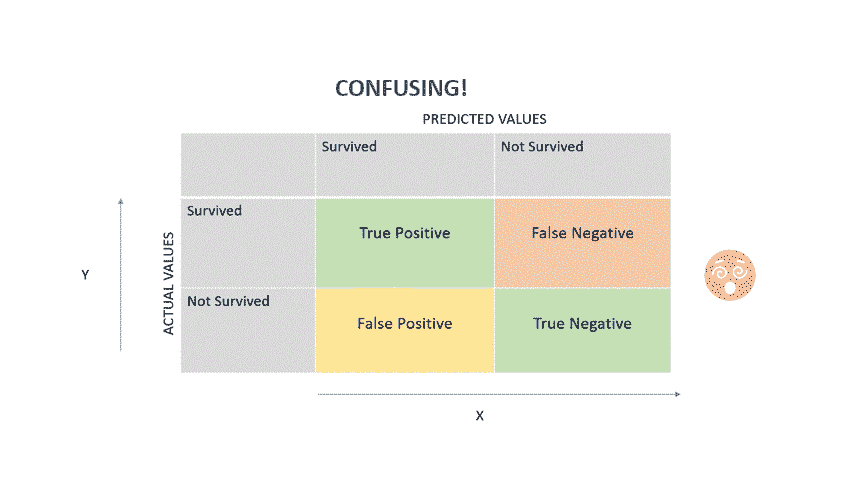 CONFUSING!
PREDICTED VALUES
Survived
Not Survived
Survived
True Positive
False Negative
Y
ACTUAL VALUES
Not Survived
False Positive
True Negative
X